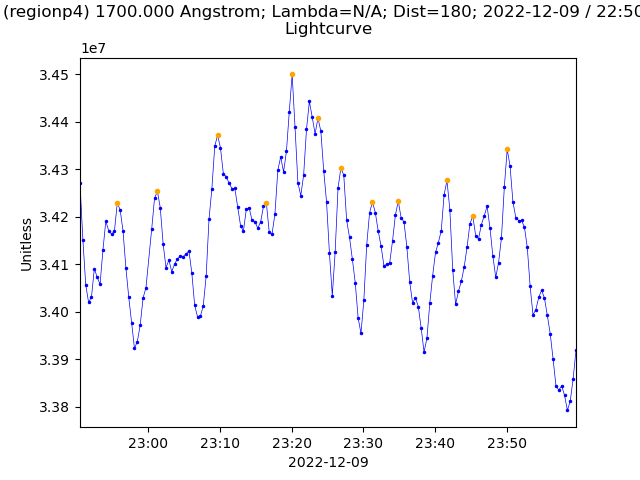 (regionp4) 1700.000 Angstrom; Lambda=N/A; Dist=180; 2022-12-09 / 22:50
Lightcurve
1e7
3.45
3.44
3.43
3.42
3.41
3.40
3.39
3.38
Unitless
23:00 23:10 23:20 23:30 23:40 23:50
2022-12-09